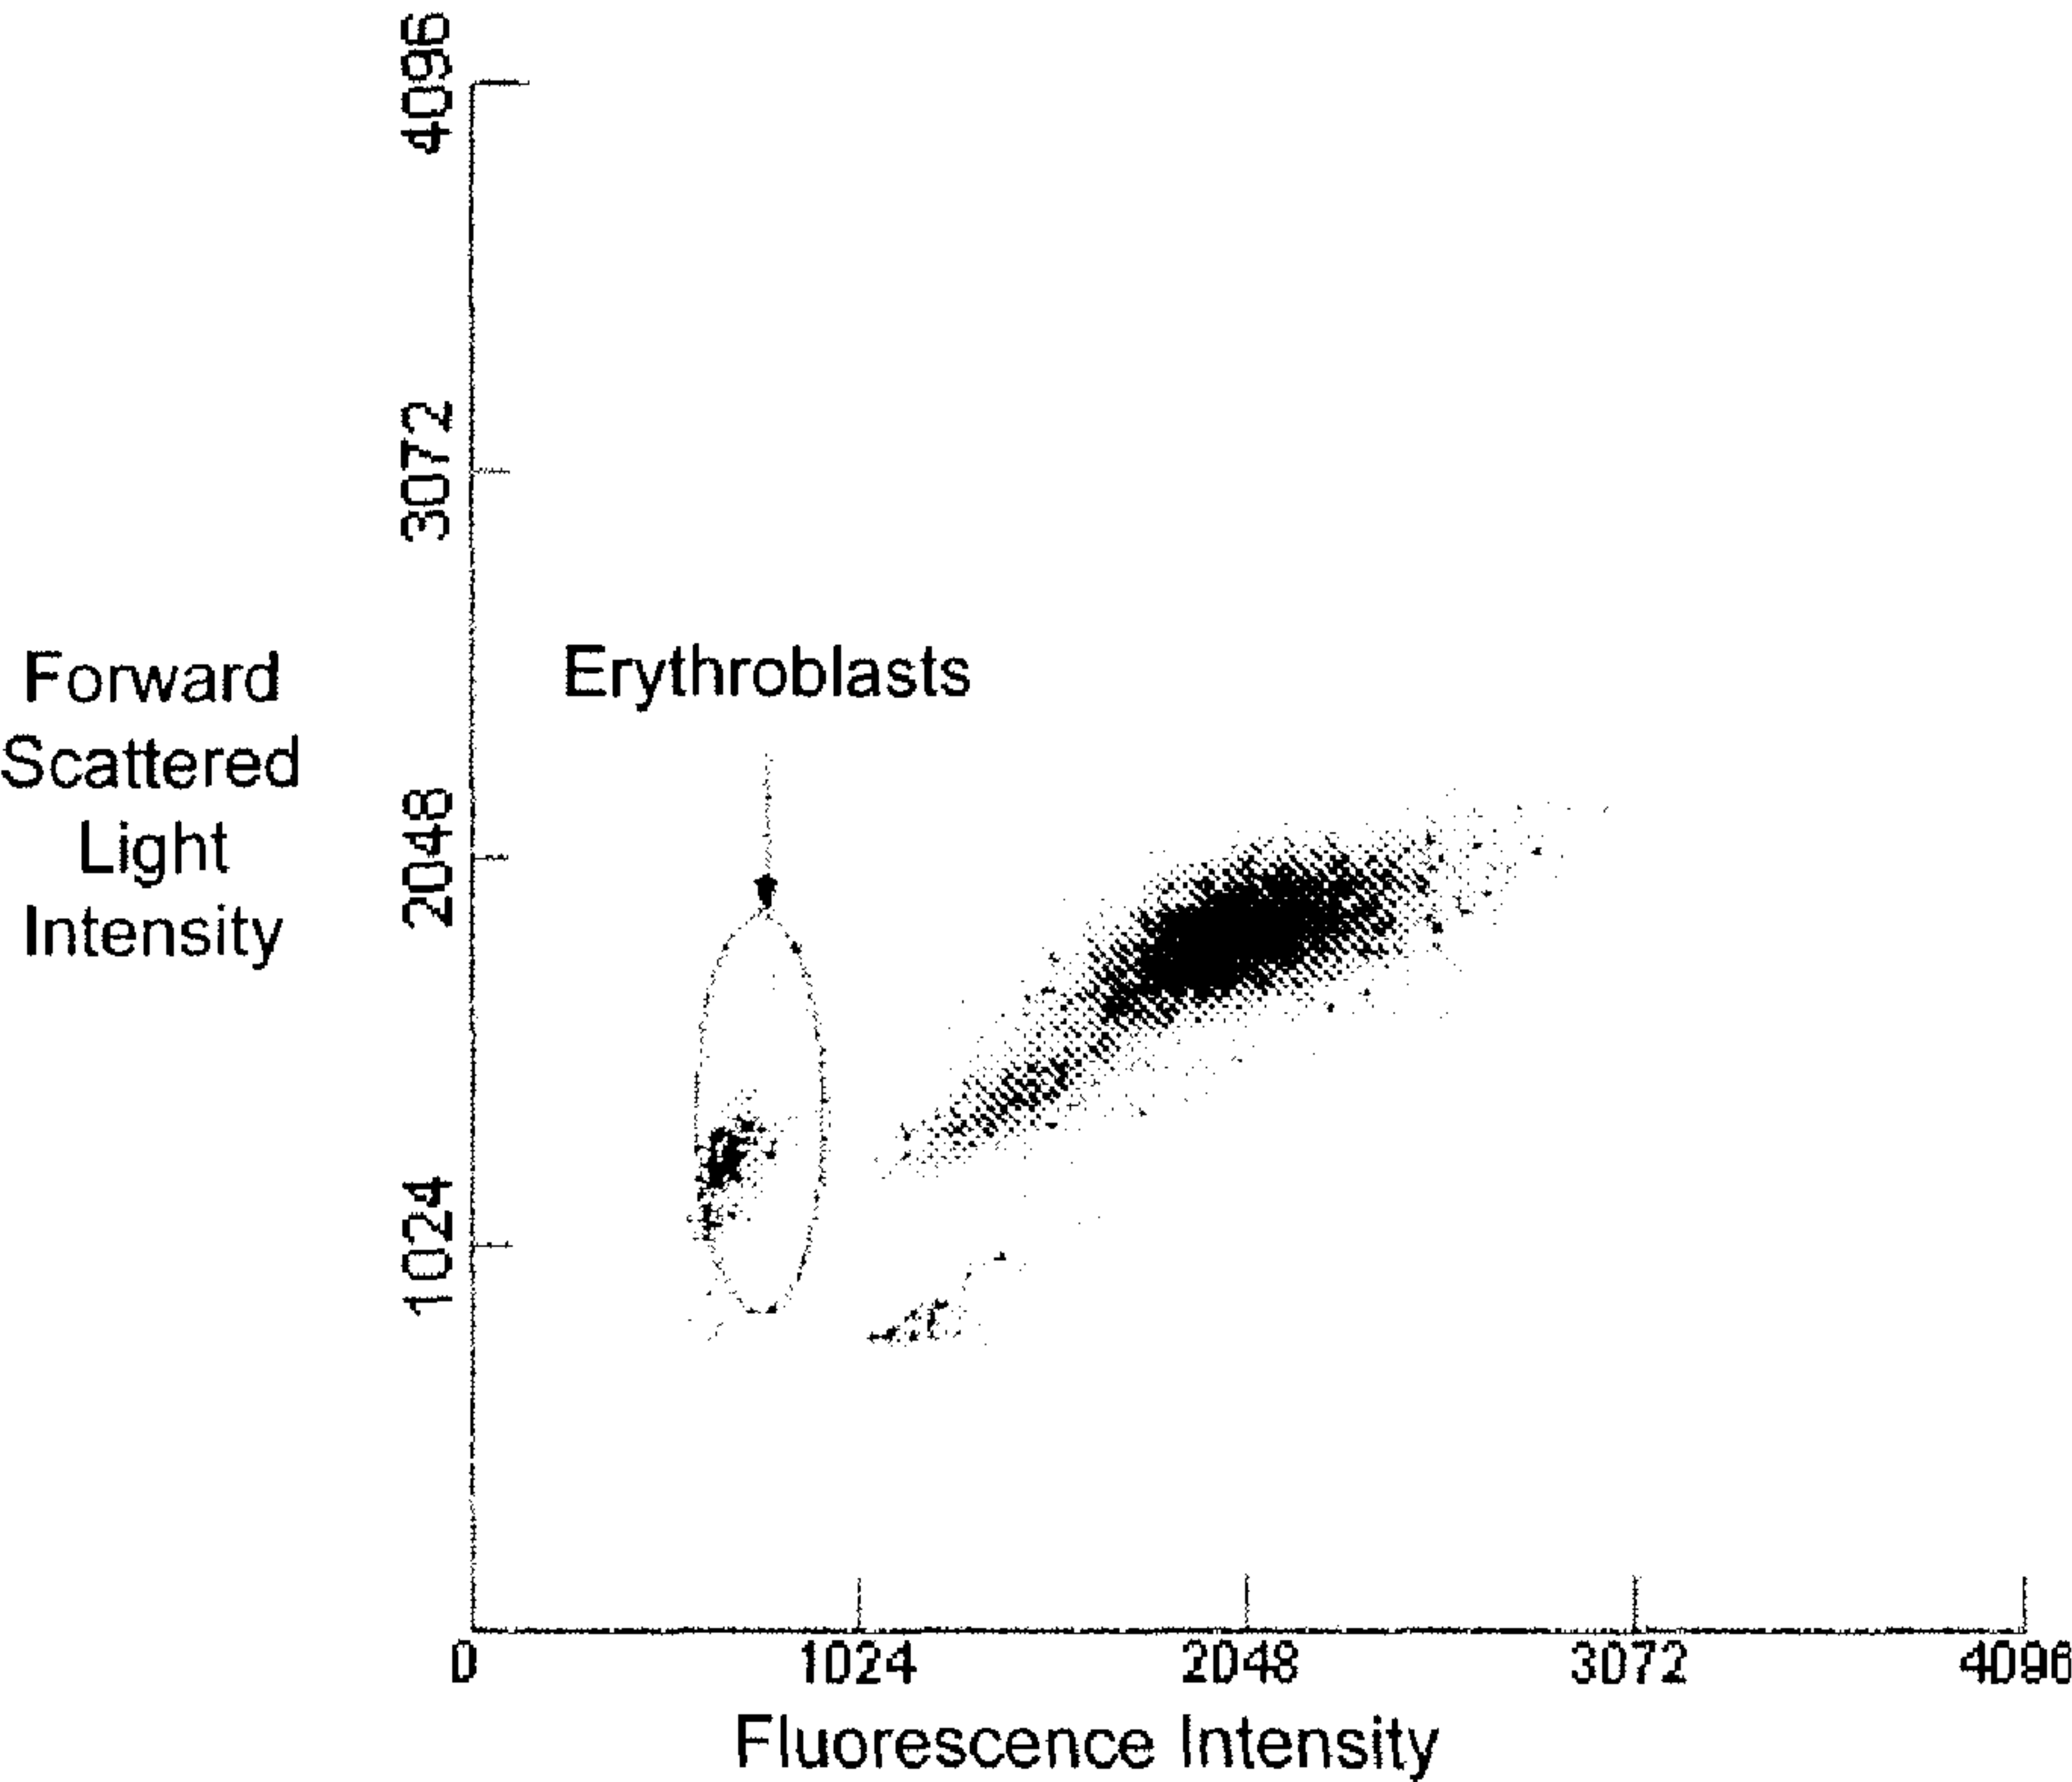 4096
3072
2048
1024
Forward
Scattered
Light
Intensity
Erythroblasts
0
1024
2048
3072
4096
Fluorescence Intensity